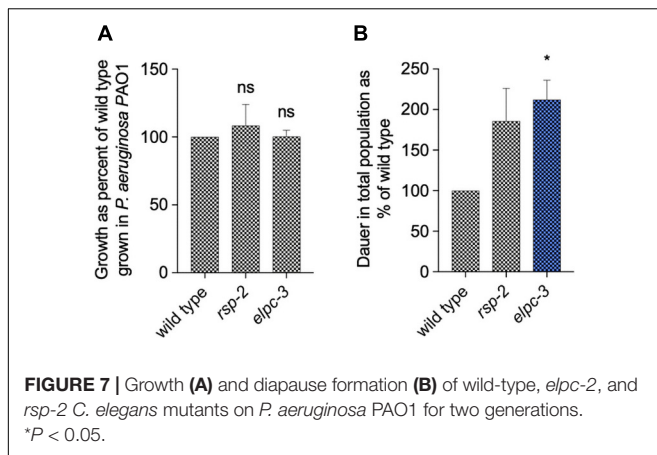 A
Growth as percent of wild type
grown in P. aeruginosa PAO1
150
100
50
0
ns
ns
wild type
rsp-2
elpc-3
B
Dauer in total population as
% of wild type
250
200
150
100
50
0
*
wild type
rsp-2
elpc-3
FIGURE 7 | Growth (A) and diapause formation (B) of wild-type, elpc-2, and
rsp-2 C. elegans mutants on P. aeruginosa PAO1 for two generations.
*P < 0.05.